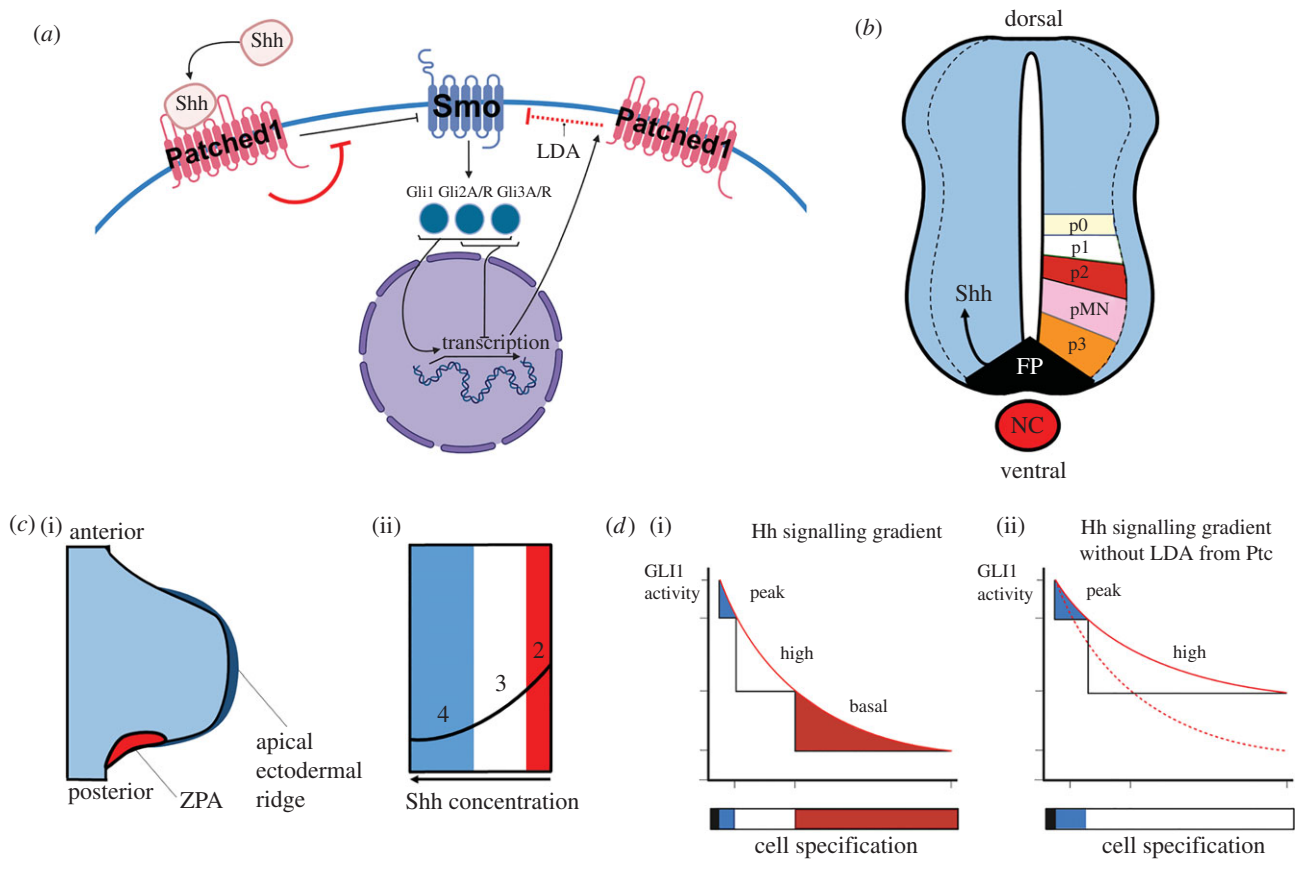 (a)
Shh
Shh
Patched1
Smo
Patched1
LDA
Gli1 Gli2A/R Gli3A/R
transcription
(b)
dorsal
p0
p1
p2
pMN
p3
Shh
FP
NC
ventral
(c) (i)
anterior
posterior
ZPA
apical
ectodermal
ridge
(ii)
4
3
2
Shh concentration
(d) (i)
Hh signalling gradient
GLI1
activity
peak
high
basal
cell specification
(ii)
Hh signalling gradient
without LDA from Ptc
GLI1
activity
peak
high
cell specification